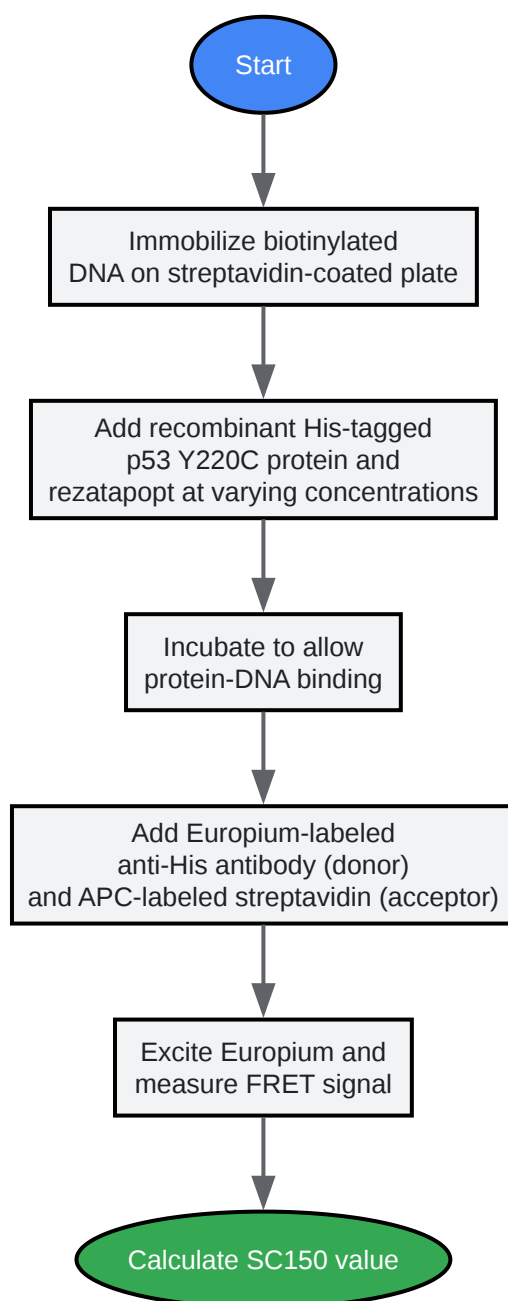 Start
Immobilize biotinylated
DNA on streptavidin-coated plate
Add recombinant His-tagged
p53 Y220C protein and
rezatapopt at varying concentrations
Incubate to allow
protein-DNA binding
Add Europium-labeled
anti-His antibody (donor)
and APC-labeled streptavidin (acceptor)
Excite Europium and
measure FRET signal
Calculate SC150 value